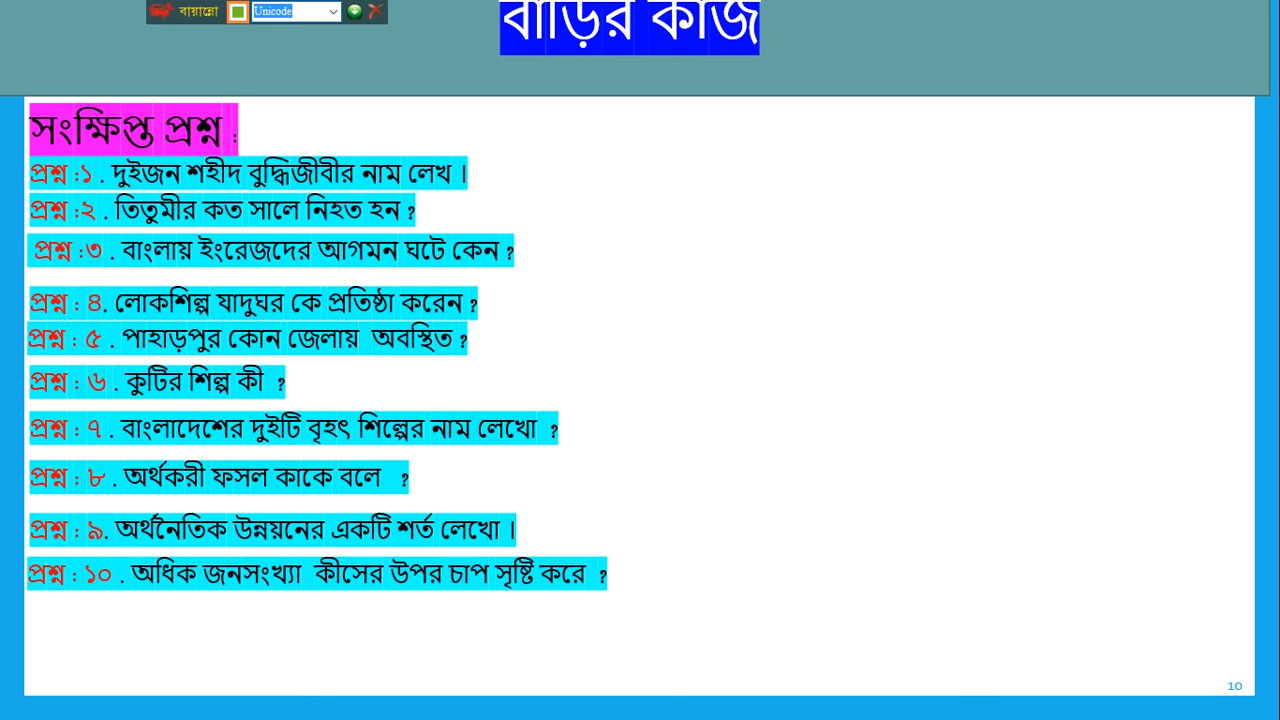 বায়ান্নো Unicode
বাড়ির কাজ
সংক্ষিপ্ত প্রশ্ন :
প্রশ্ন :১ . দুইজন শহীদ বুদ্ধিজীবীর নাম লেখ ।
প্রশ্ন :২ . তিতুমীর কত সালে নিহত হন ?
প্রশ্ন :৩ . বাংলায় ইংরেজদের আগমন ঘটে কেন ?
প্রশ্ন : ৪. লোকশিল্প যাদুঘর কে প্রতিষ্ঠা করেন ?
প্রশ্ন : ৫ . পাহাড়পুর কোন জেলায় অবস্থিত ?
প্রশ্ন : ৬ . কুটির শিল্প কী ?
প্রশ্ন : ৭ . বাংলাদেশের দুইটি বৃহৎ শিল্পের নাম লেখো ?
প্রশ্ন : ৮ . অর্থকরী ফসল কাকে বলে ?
প্রশ্ন : ৯. অর্থনৈতিক উন্নয়নের একটি শর্ত লেখো ।
প্রশ্ন : ১০ . অধিক জনসংখ্যা কীসের উপর চাপ সৃষ্টি করে ?
10